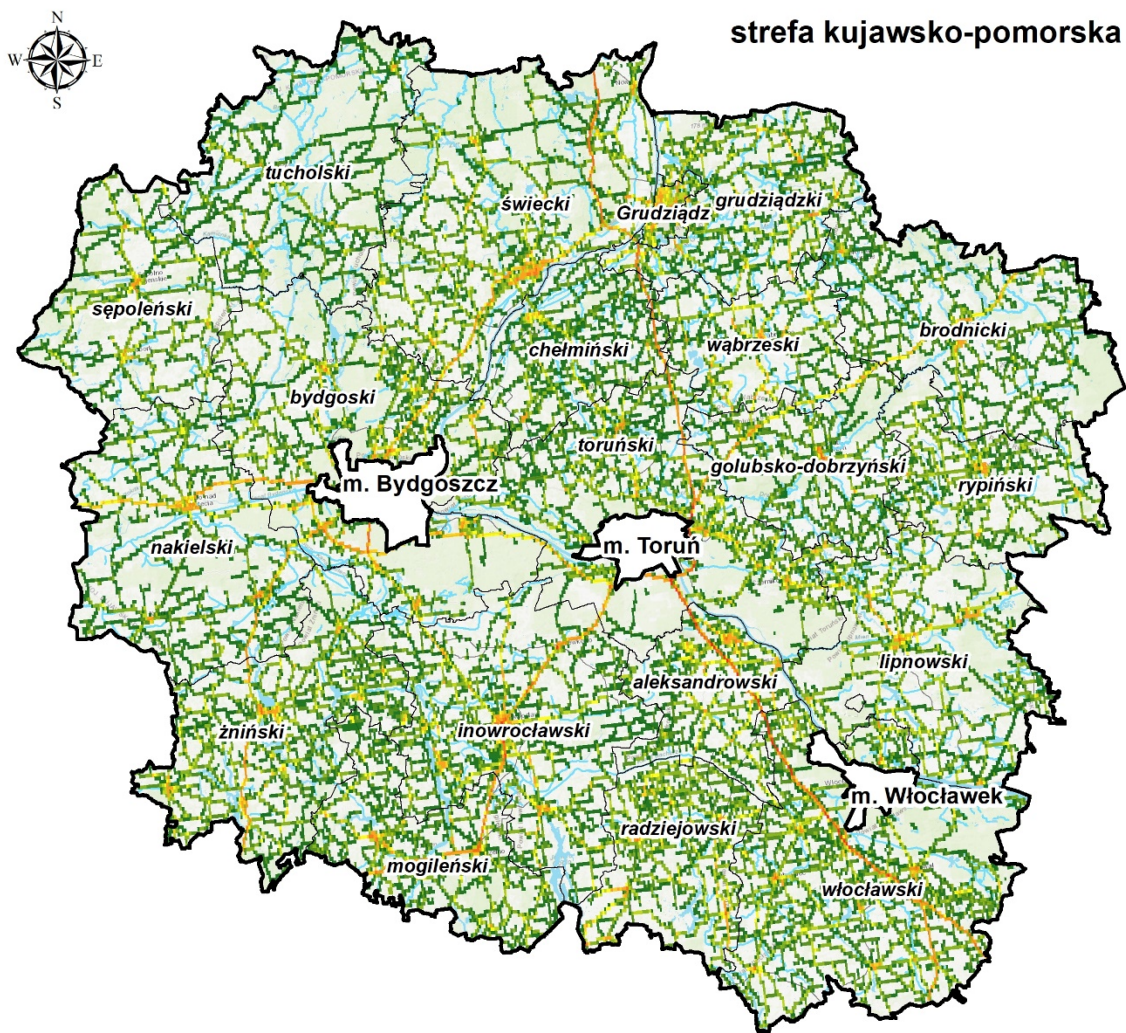 strefa kujawsko-pomorska
N
W E
S
tucholski
świecki
Grudziądz
grudziądzki
sępoleński
brodnicki
chełmiński
wąbrzeski
bydgoski
toruński
golubsko-dobrzyński
rypiński
m. Bydgoszcz
nakielski
m. Toruń
lipnowski
aleksandrowski
żniński
inowrocławski
m. Włocławek
radziejowski
mogileński
włocławski